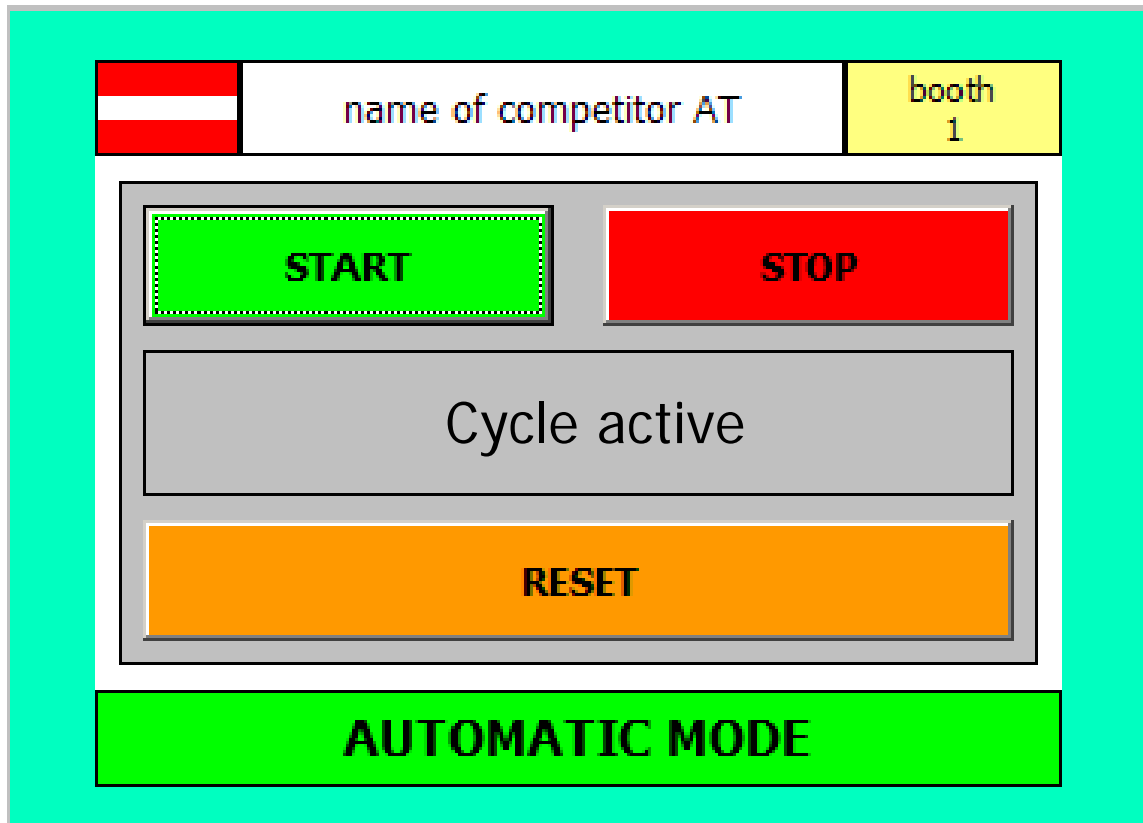 name of competitor AT
booth
1
START
STOP
Cycle active
RESET
AUTOMATIC MODE